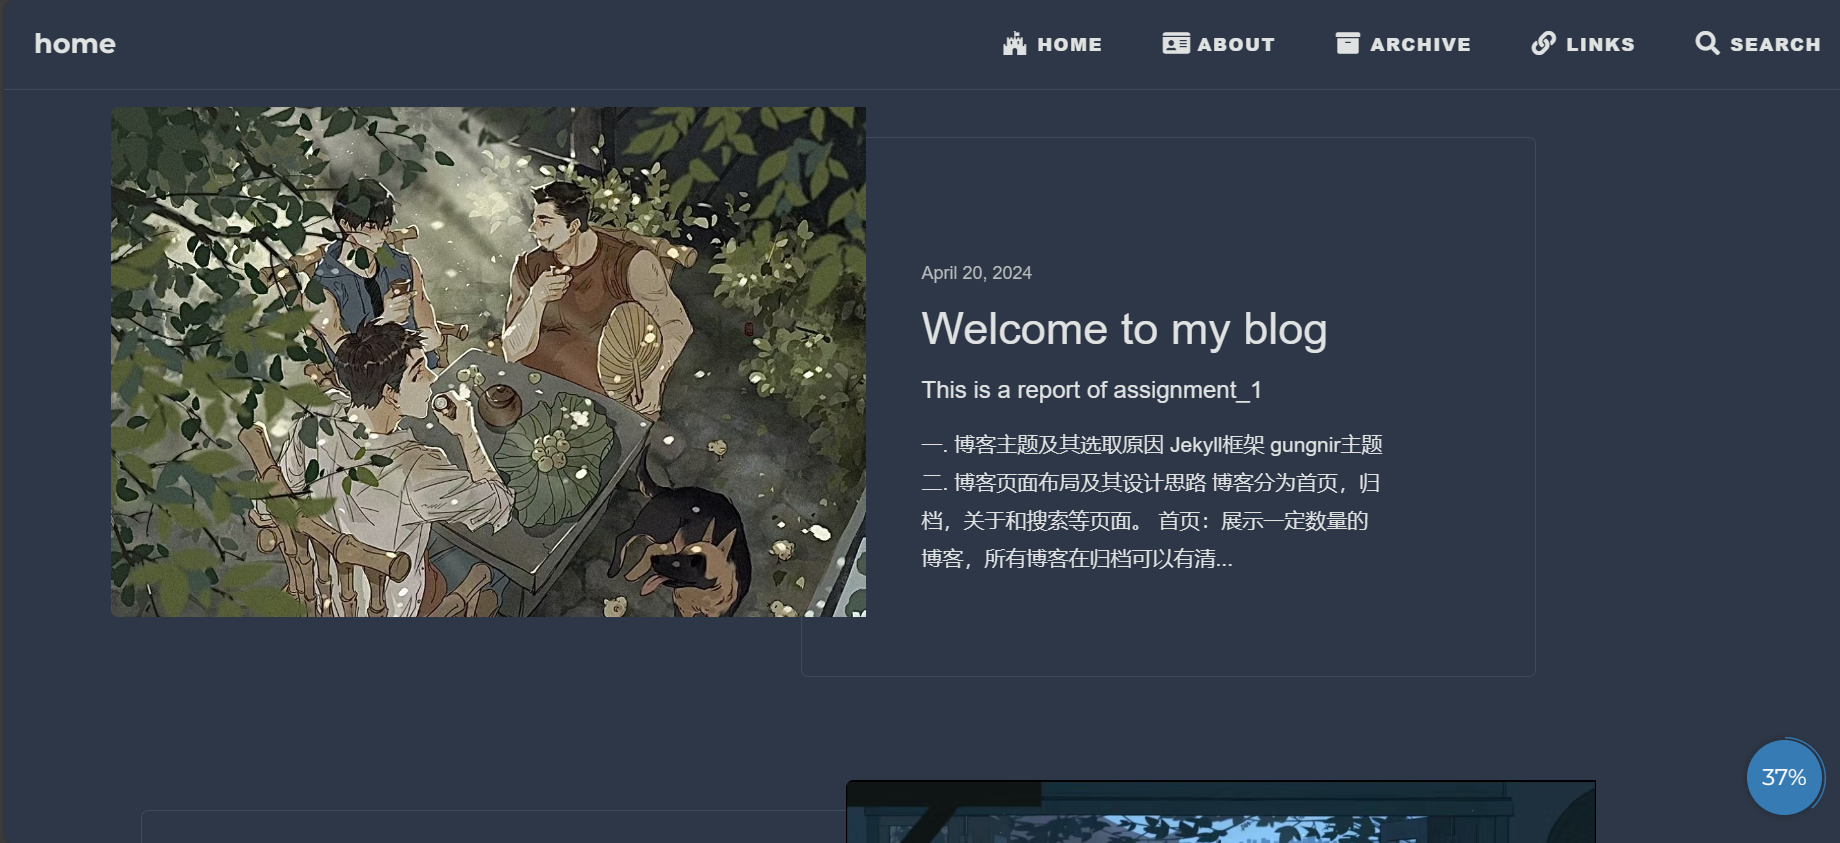 home
HOME
ABOUT
ARCHIVE
LINKS
SEARCH
April 20, 2024
Welcome to my blog
This is a report of assignment_1
一. 博客主题及其选取原因 Jekyll框架 gungnir主题
二. 博客页面布局及其设计思路 博客分为首页，归
档，关于和搜索等页面。 首页：展示一定数量的
博客，所有博客在归档可以有清...
37%